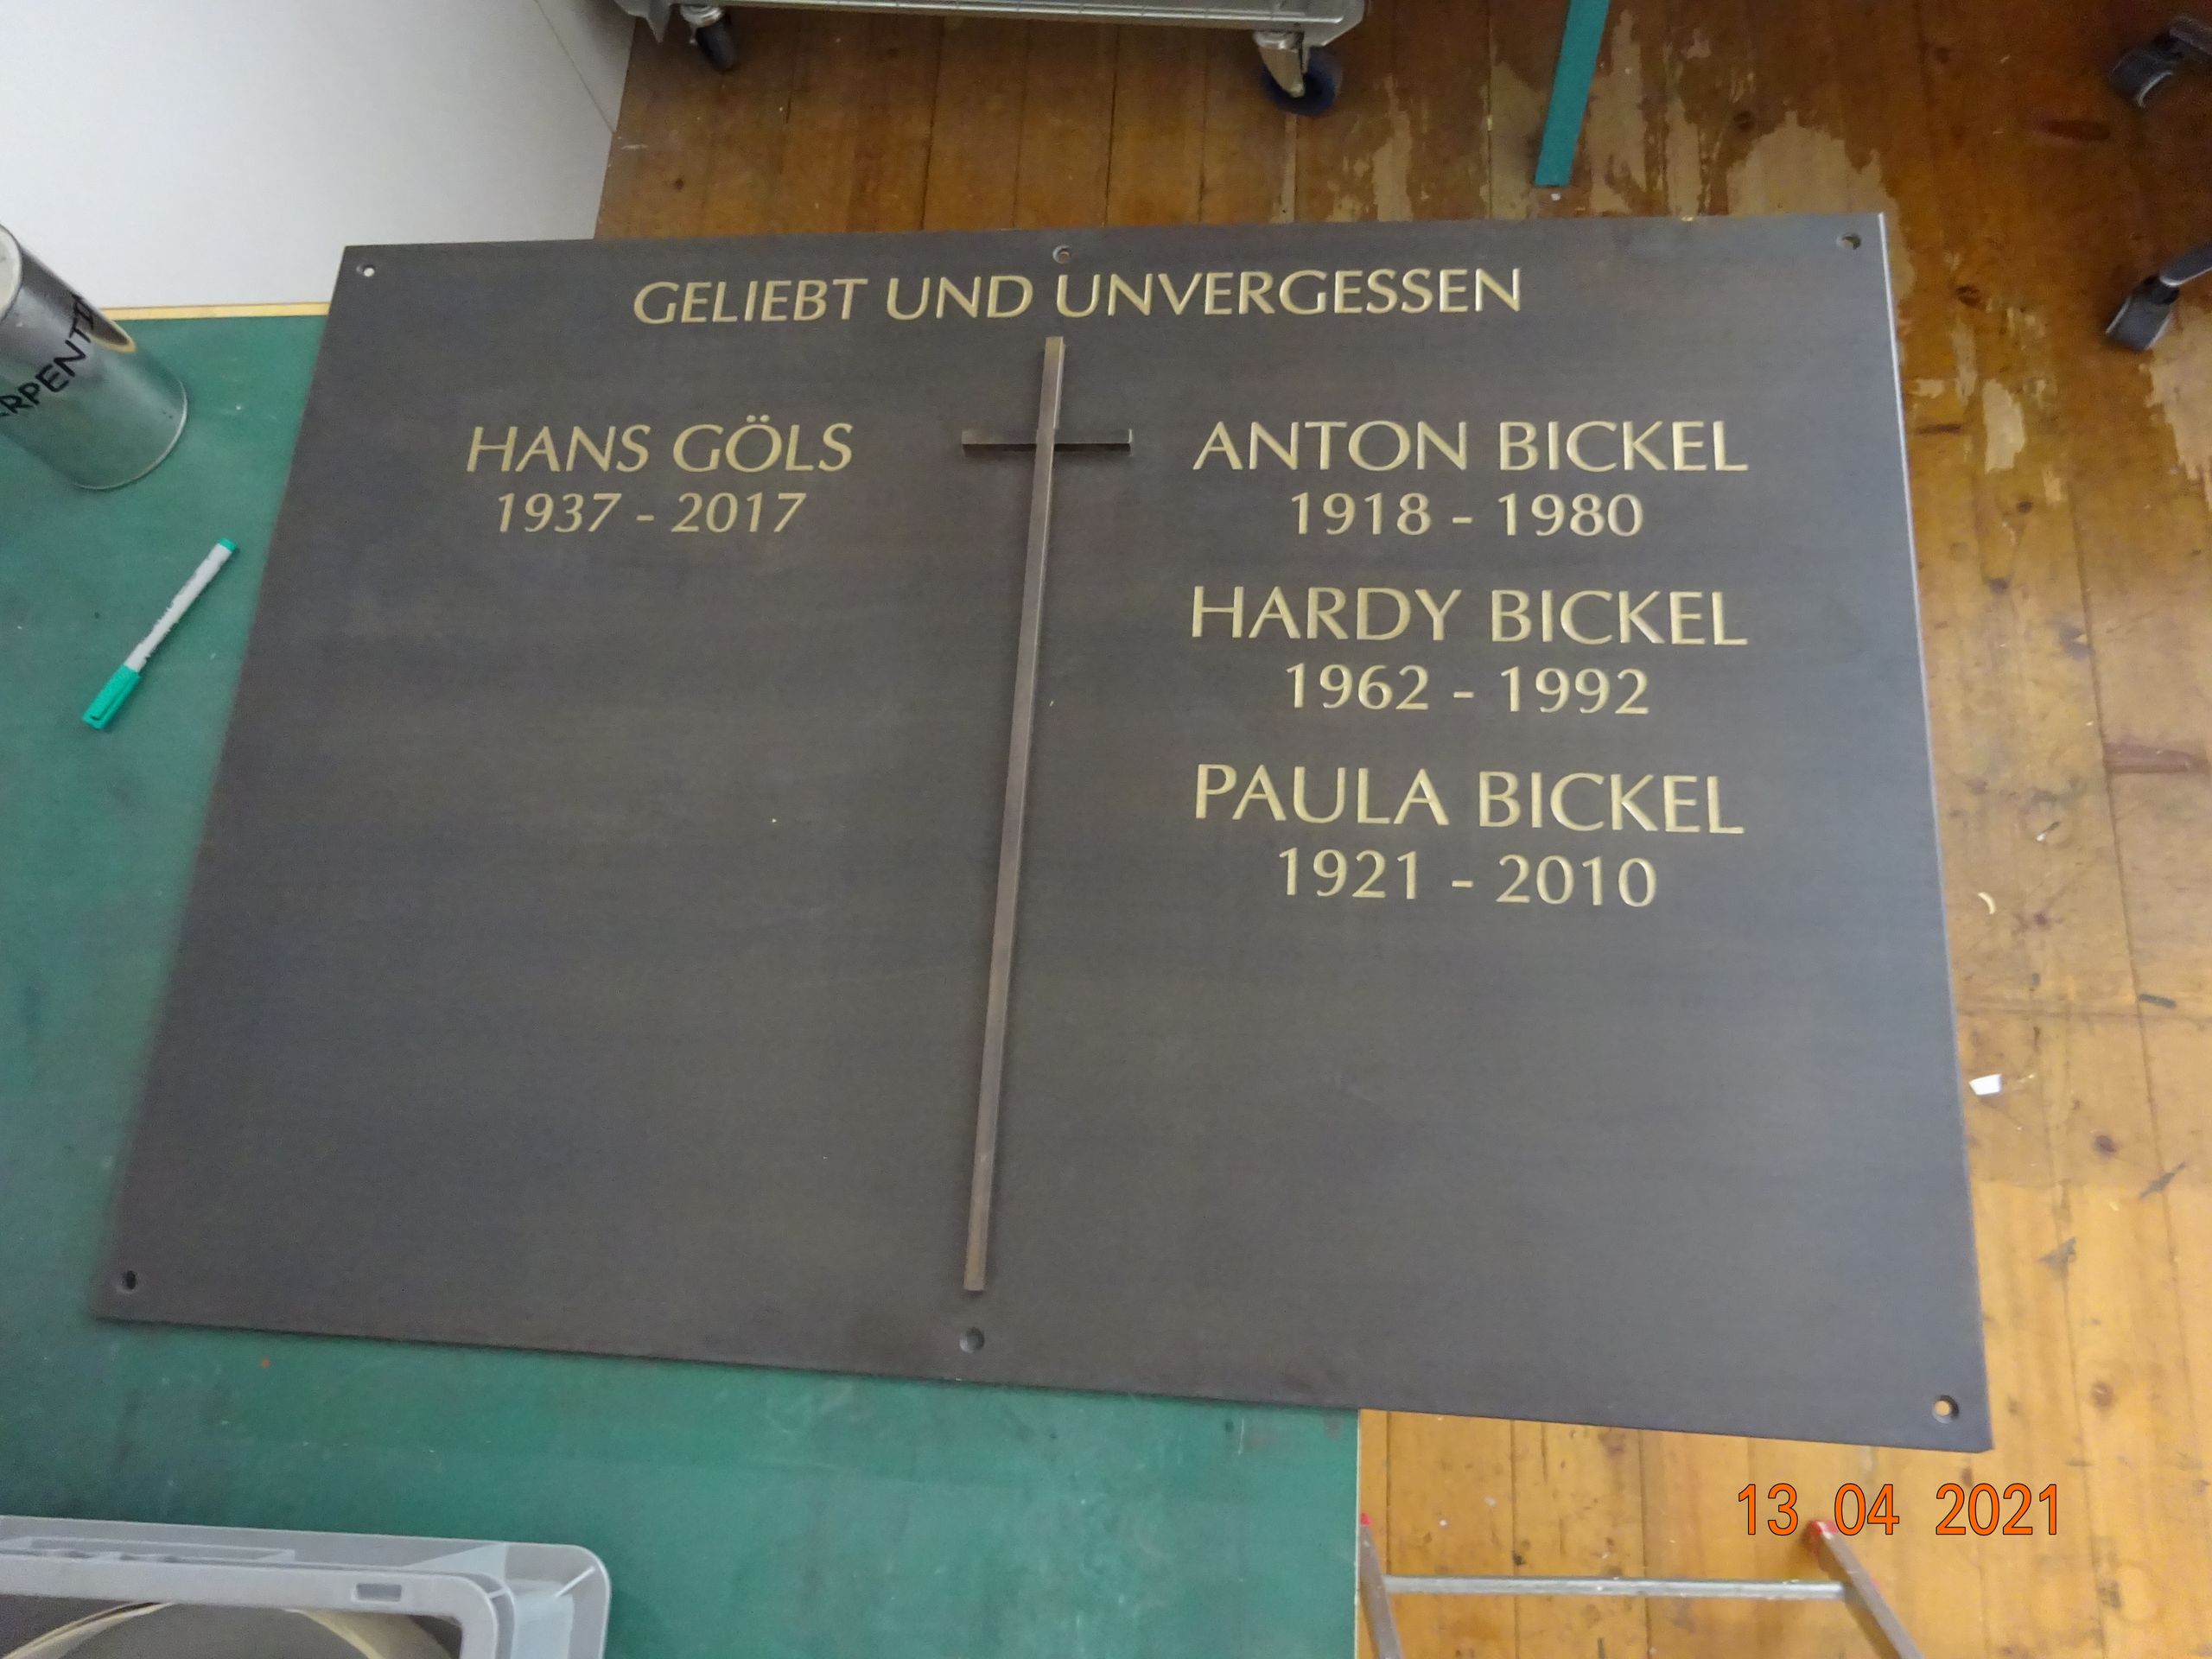 GELIEBT UND UNVERGESSEN
HANS GÖLS
1937 - 2017
ANTON BICKEL
1918 - 1980
HARDY BICKEL
1962 - 1992
PAULA BICKEL
1921 - 2010
13 04 2021